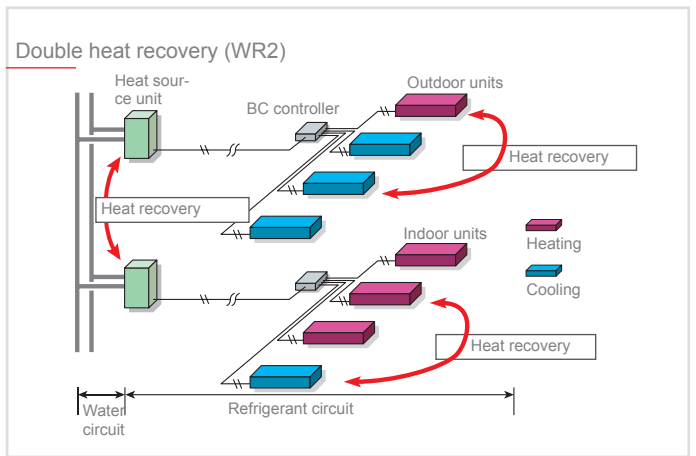 Double heat recovery (WR2)
Heat sour-
ce unit
BC controller
Outdoor units
Heat recovery
Heat recovery
Indoor units
Heating
Cooling
Heat recovery
Water
circuit
Refrigerant circuit